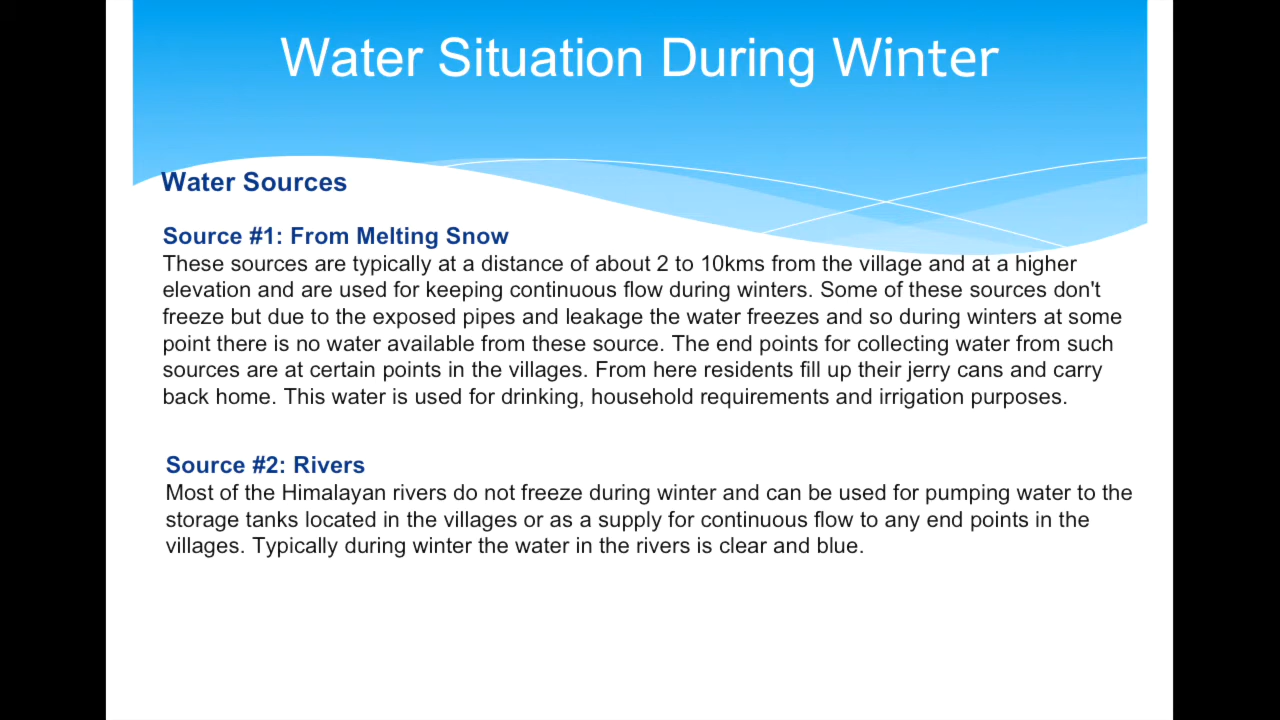 Water Situation During Winter
Water Sources
Source #1: From Melting Snow
These sources are typically at a distance of about 2 to 10kms from the village and at a higher
elevation and are used for keeping continuous flow during winters. Some of these sources don't
freeze but due to the exposed pipes and leakage the water freezes and so during winters at some
point there is no water available from these source. The end points for collecting water from such
sources are at certain points in the villages. From here residents fill up their jerry cans and carry
back home. This water is used for drinking, household requirements and irrigation purposes.
Source #2: Rivers
Most of the Himalayan rivers do not freeze during winter and can be used for pumping water to the
storage tanks located in the villages or as a supply for continuous flow to any end points in the
villages. Typically during winter the water in the rivers is clear and blue.